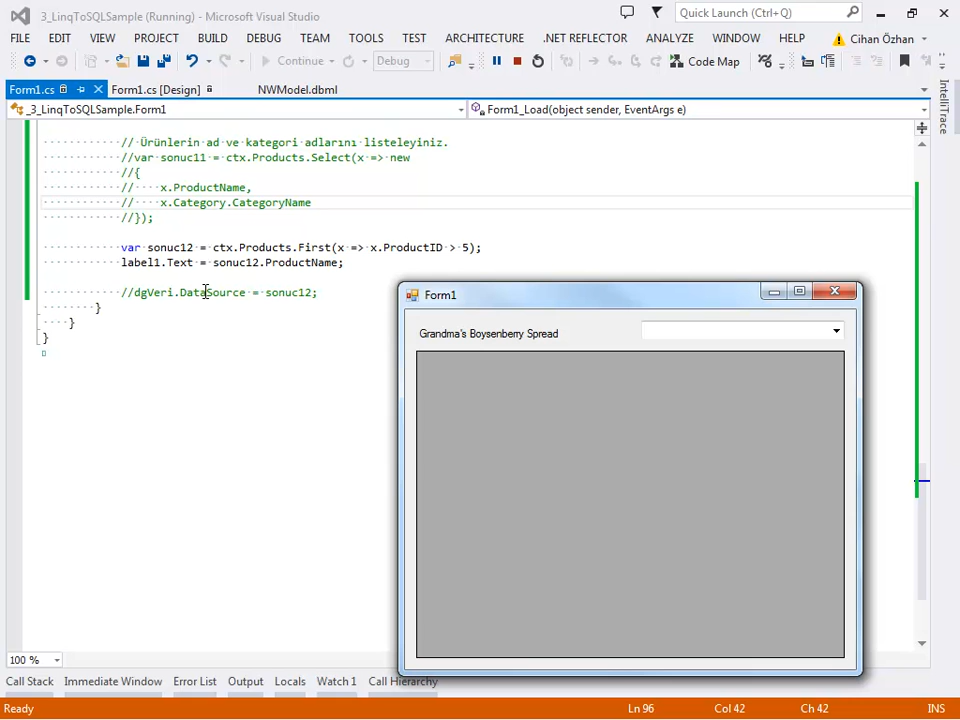 3_LinqToSQLSample (Running) - Microsoft Visual Studio
Quick Launch (Ctrl+Q)
FILE EDIT VIEW PROJECT BUILD DEBUG TEAM TOOLS TEST ARCHITECTURE .NET REFLECTOR ANALYZE WINDOW HELP Cihan Özhan
Continue Debug Code Map
Form1.cs Form1.cs [Design] NWModel.dbml
_3_LinqToSQLSample.Form1 Form1_Load(object sender, EventArgs e)
IntelliTrace
// Ürünlerin ad ve kategori adlarını listeleyiniz.
//var sonuc11 = ctx.Products.Select(x => new
//{
//    x.ProductName,
//    x.Category.CategoryName
//});
var sonuc12 = ctx.Products.First(x => x.ProductID > 5);
label1.Text = sonuc12.ProductName;
//dgVeri.DataSource = sonuc12;
}
}
}
Form1
Grandma's Boysenberry Spread
100 %
Call Stack Immediate Window Error List Output Locals Watch 1 Call Hierarchy
Ready Ln 96 Col 42 Ch 42 INS